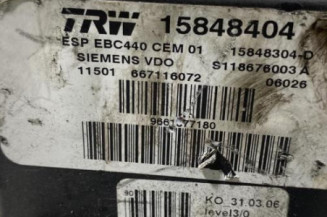 TRW 15848404
ESP EBC440 CEM 01 15848304-D
SIEMENS VDO S118676003 A
11501 667116072 06026
KO 31.03.06
level3/0